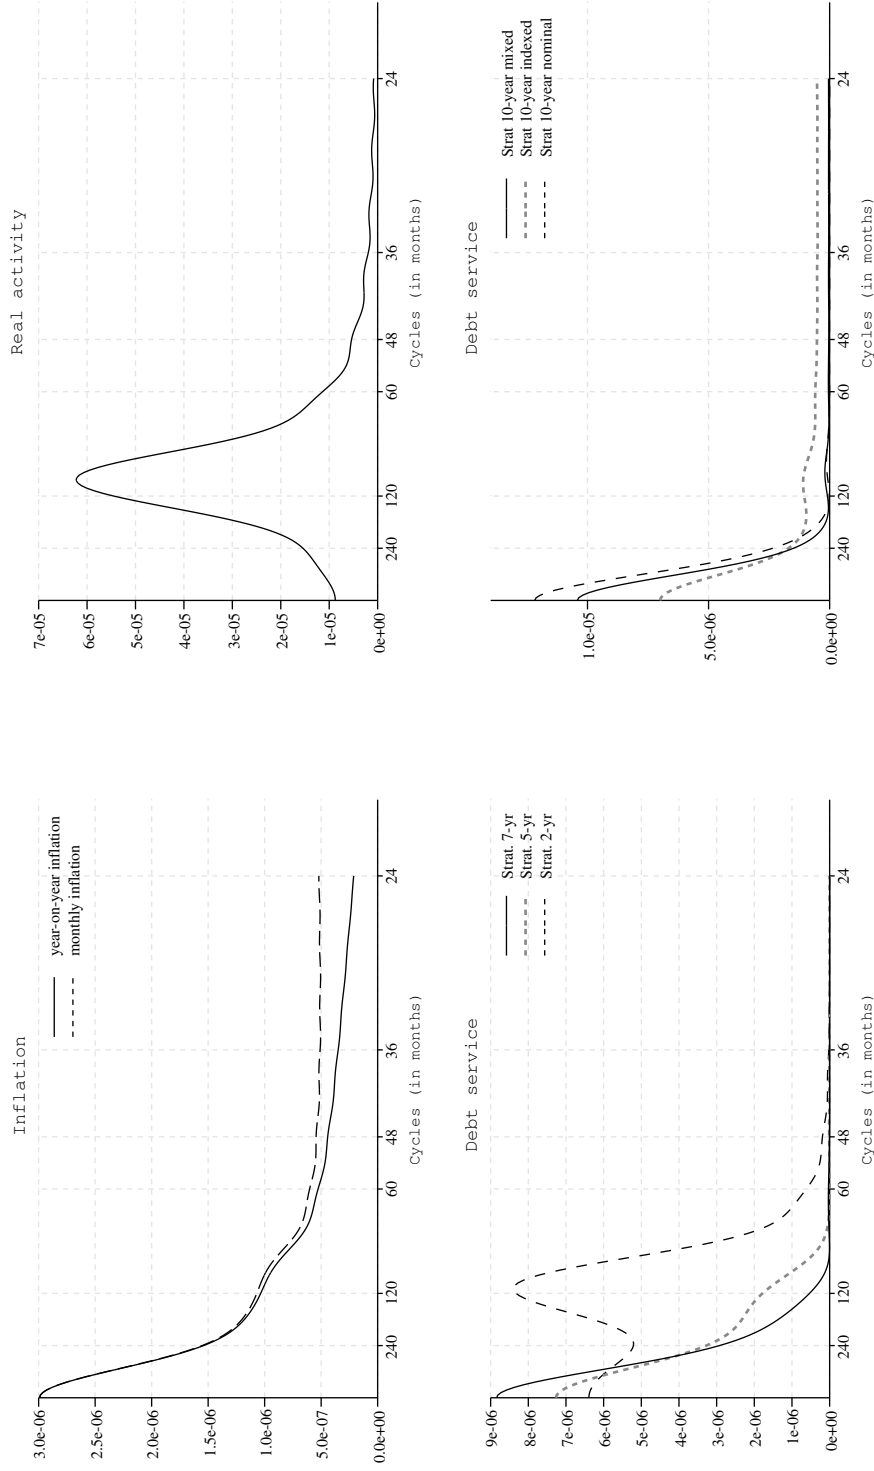 Inflation
year-on-year inflation
monthly inflation
3.0e-06
2.5e-06
2.0e-06
1.5e-06
1.0e-06
5.0e-07
0.0e+00
240 120 60 48 36 24
Cycles (in months)
Real activity
7e-05
6e-05
5e-05
4e-05
3e-05
2e-05
1e-05
0.0e+00
240 120 60 48 36 24
Cycles (in months)
Debt service
Strat. 7-yr
Strat. 5-yr
Strat. 2-yr
9e-06
8e-06
7e-06
6e-06
5e-06
4e-06
3e-06
2e-06
1e-06
0e+00
240 120 60 48 36 24
Cycles (in months)
Debt service
Strat 10-year mixed
Strat 10-year indexed
Strat 10-year nominal
1.0e-05
5.0e-06
0.0e+00
240 120 60 48 36 24
Cycles (in months)